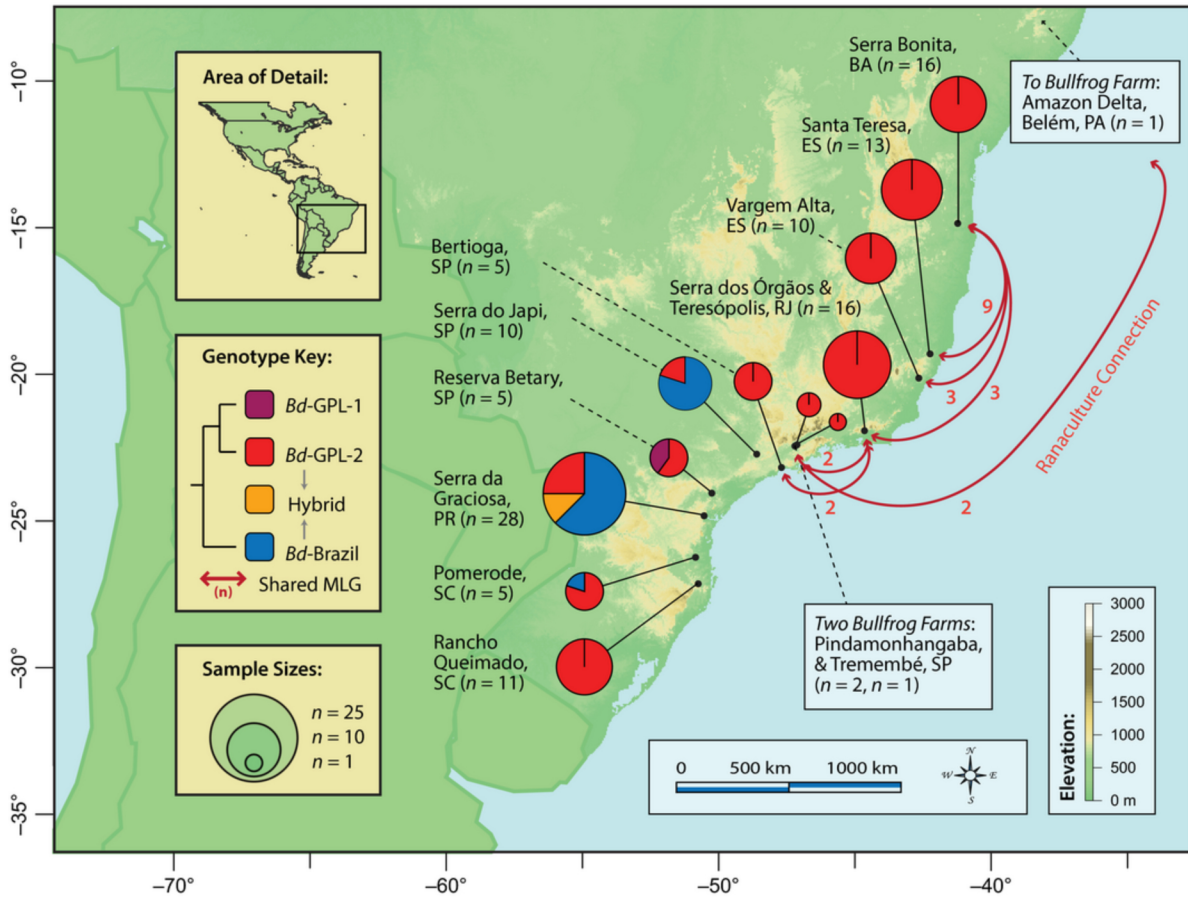 Area of Detail:
Genotype Key:
Bd-GPL-1
Bd-GPL-2
Hybrid
Bd-Brazil
(n)
Shared MLG
Sample Sizes:
n = 25
n = 10
n = 1
Serra Bonita,
BA (n = 16)
Santa Teresa,
ES (n = 13)
Vargem Alta,
ES (n = 10)
Serra dos Órgãos &
Teresópolis, RJ (n = 16)
Bertioga,
SP (n = 5)
Serra do Japi,
SP (n = 10)
Reserva Betary,
SP (n = 5)
Serra da
Graciosa,
PR (n = 28)
Pomerode,
SC (n = 5)
Rancho
Queimado,
SC (n = 11)
To Bullfrog Farm:
Amazon Delta,
Belém, PA (n = 1)
9
3
3
2
2
2
Ranaculture Connection
Two Bullfrog Farms:
Pindamonhangaba,
& Tremembé, SP
(n = 2, n = 1)
0 500 km 1000 km
N
W E
S
Elevation:
3000
2500
2000
1500
1000
500
0 m
−10°
−15°
−20°
−25°
−30°
−35°
−70° −60° −50° −40°